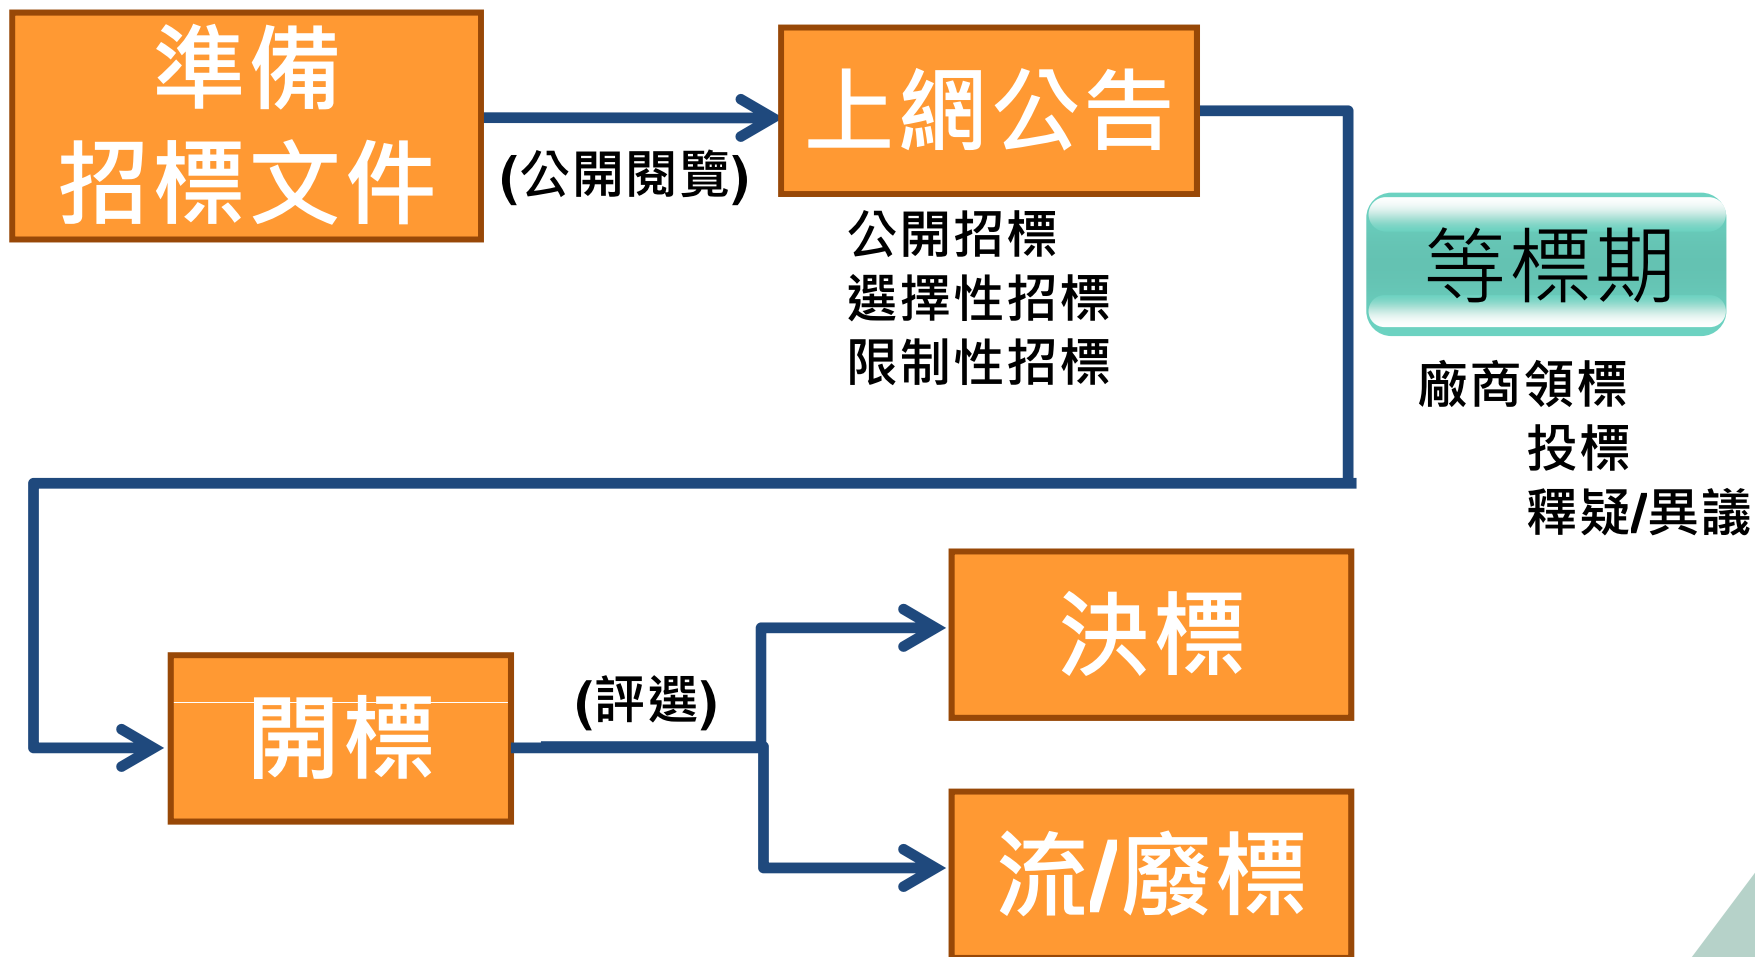 準備
招標文件
(公開閱覽)
上網公告
公開招標
選擇性招標
限制性招標
等標期
廠商領標
投標
釋疑/異議
開標
(評選)
決標
流/廢標